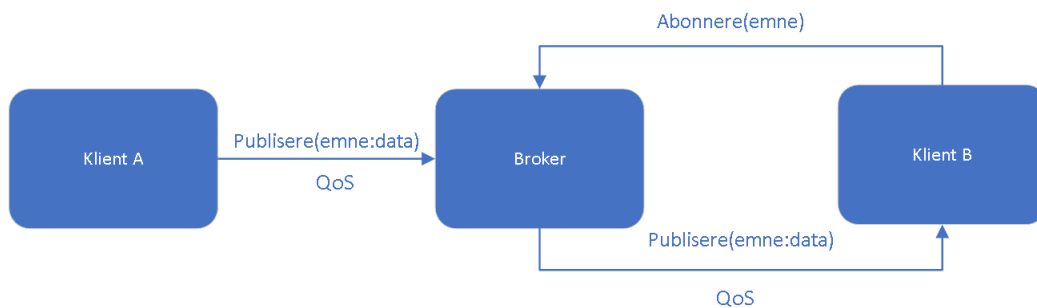 Abonnere(emne)
Klient A
Publisere(emne:data)
QoS
Broker
Klient B
Publisere(emne:data)
QoS